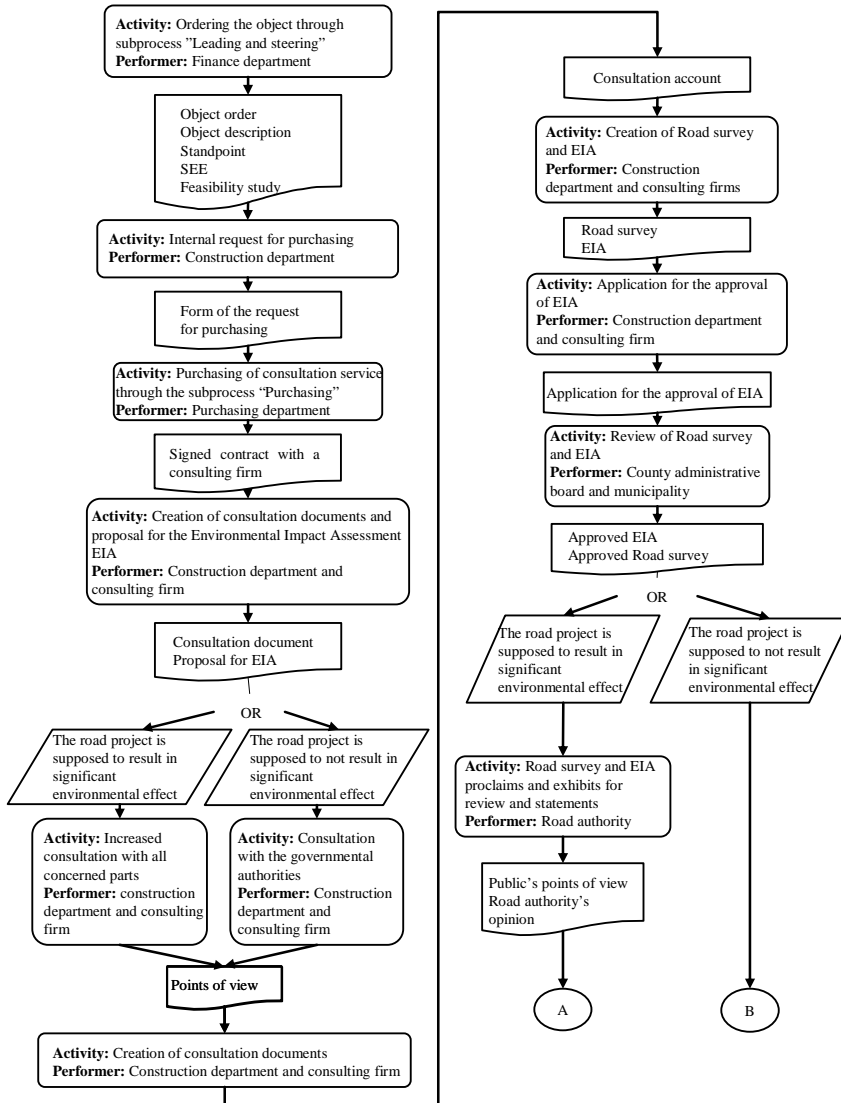 Activity: Ordering the object through
subprocess ”Leading and steering”
Performer: Finance department
Object order
Object description
Standpoint
SEE
Feasibility study
Activity: Internal request for purchasing
Performer: Construction department
Form of the request
for purchasing
Activity: Purchasing of consultation service
through the subprocess “Purchasing”
Performer: Purchasing department
Signed contract with a
consulting firm
Activity: Creation of consultation documents and
proposal for the Environmental Impact Assessment
EIA
Performer: Construction department and
consulting firm
Consultation document
Proposal for EIA
OR
The road project is
supposed to result in
significant
environmental effect
The road project is
supposed to not result in
significant
environmental effect
Activity: Increased
consultation with all
concerned parts
Performer: construction
department and consulting
firm
Activity: Consultation
with the governmental
authorities
Performer: Construction
department and
consulting firm
Points of view
Activity: Creation of consultation documents
Performer: Construction department and consulting firm
Consultation account
Activity: Creation of Road survey
and EIA
Performer: Construction
department and consulting firms
Road survey
EIA
Activity: Application for the approval
of EIA
Performer: Construction department
and consulting firm
Application for the approval of EIA
Activity: Review of Road survey
and EIA
Performer: County administrative
board and municipality
Approved EIA
Approved Road survey
OR
The road project is
supposed to result in
significant
environmental effect
The road project is
supposed to not result
in significant
environmental effect
Activity: Road survey and EIA
proclaims and exhibits for
review and statements
Performer: Road authority
Public’s points of view
Road authority’s
opinion
A
B